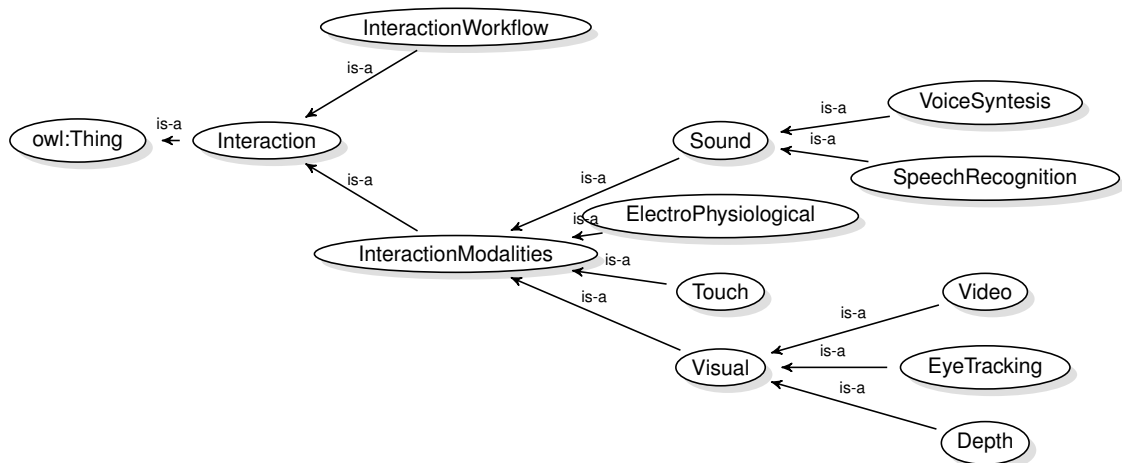 InteractionWorkflow
is-a
owl:Thing
is-a
Interaction
is-a
InteractionModalities
is-a
Sound
is-a
VoiceSyntesis
is-a
SpeechRecognition
is-a
ElectroPhysiological
is-a
Touch
is-a
Visual
is-a
Video
is-a
EyeTracking
is-a
Depth
is-a